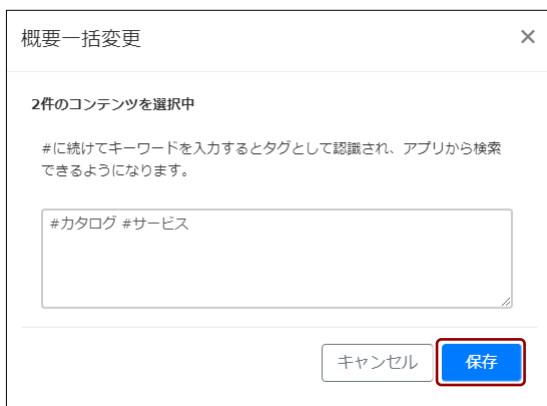 概要一括変更
×
2件のコンテンツを選択中
#に続けてキーワードを入力するとタグとして認識され、アプリから検索
できるようになります。
#カタログ #サービス
キャンセル 保存